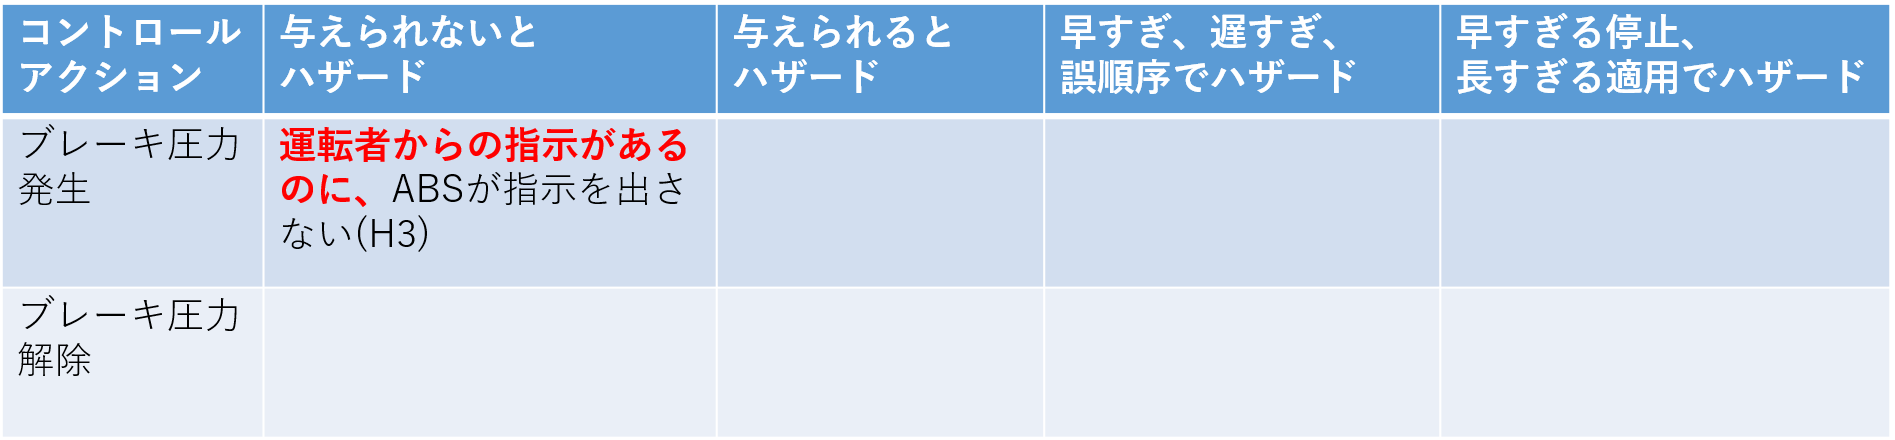 コントロール
アクション
与えられないと
ハザード
与えられると
ハザード
早すぎ、遅すぎ、
誤順序でハザード
早すぎる停止、
長すぎる適用でハザード
ブレーキ圧力
発生
運転者からの指示がある
のに、ABSが指示を出さ
ない(H3)
ブレーキ圧力
解除